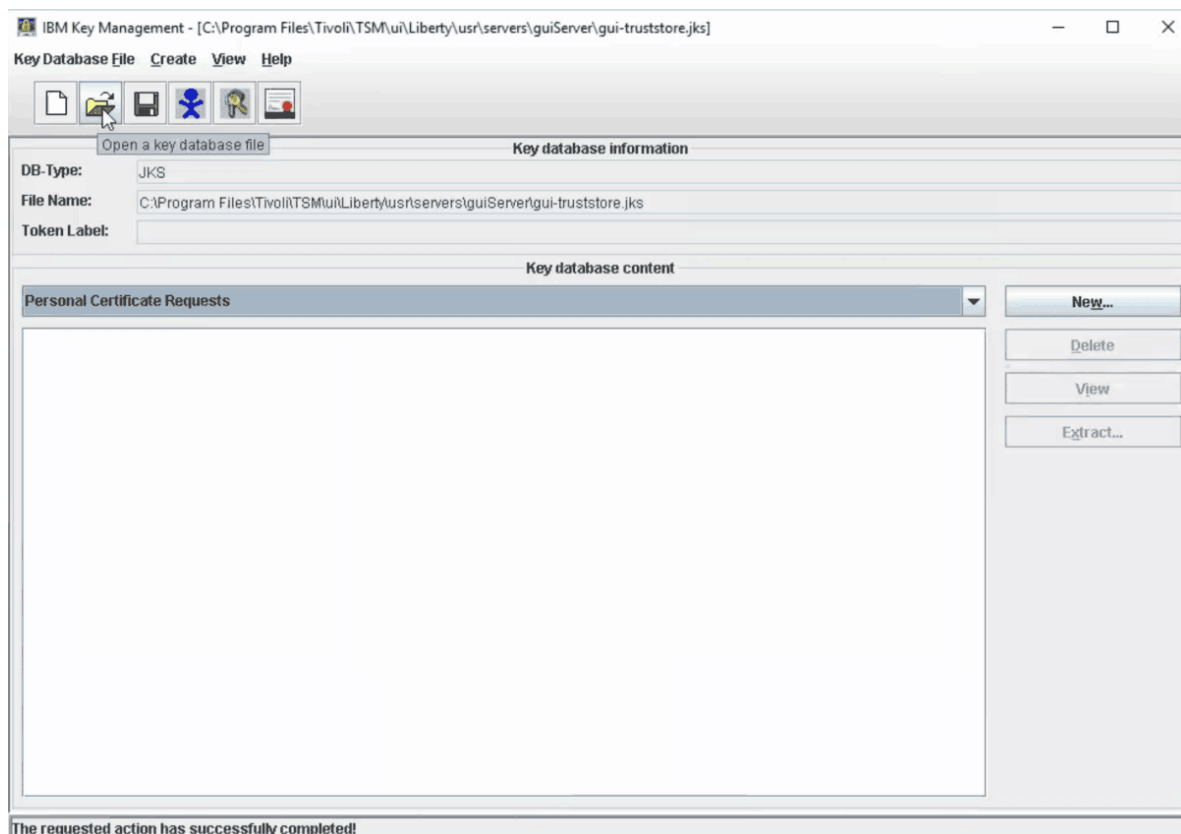 IBM Key Management - [C:\Program Files\Tivoli\TSM\ui\Liberty\usr\servers\guiServer\gui-truststore.jks]
Key Database File Create View Help
Open a key database file
Key database information
DB-Type: JKS
File Name: C:\Program Files\Tivoli\TSM\ui\Liberty\usr\servers\guiServer\gui-truststore.jks
Token Label:
Key database content
Personal Certificate Requests
New...
Delete
View
Extract...
The requested action has successfully completed!